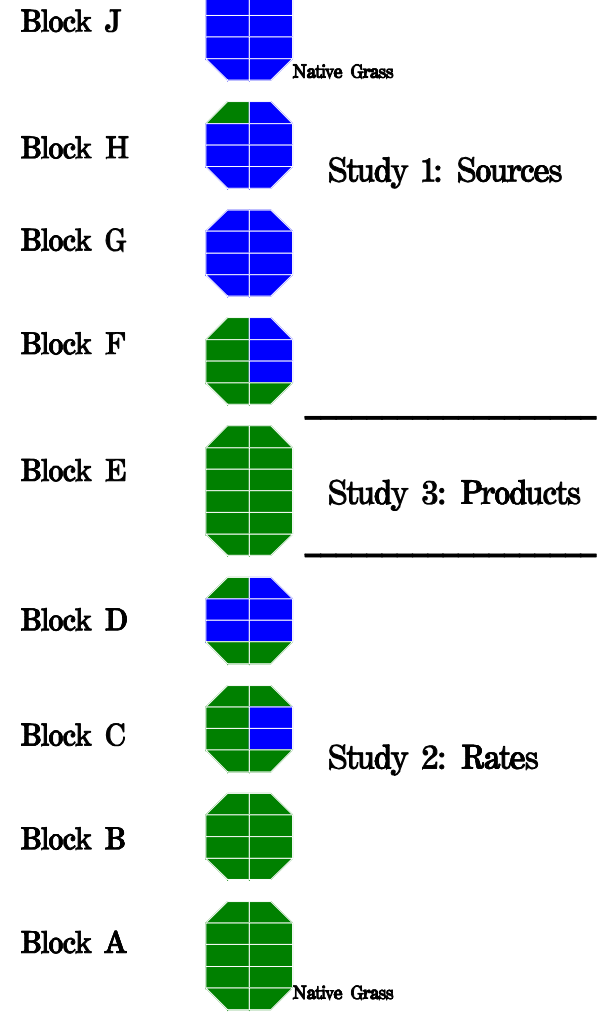 Block J
Native Grass
Block H
Study 1: Sources
Block G
Block F
Block E
Study 3: Products
Block D
Block C
Study 2: Rates
Block B
Block A
Native Grass